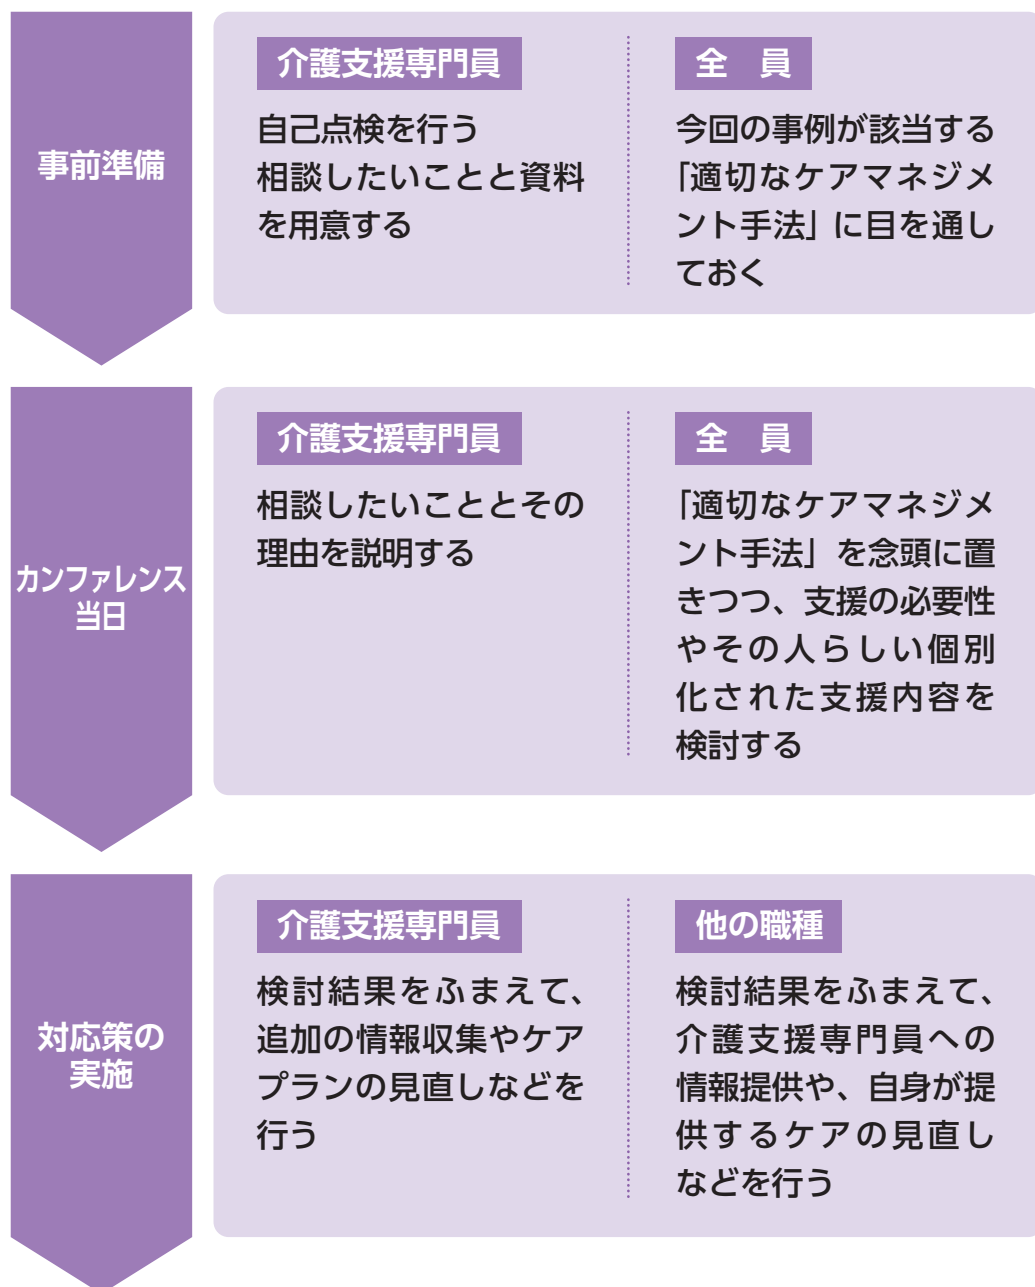 事前準備
介護支援専門員
自己点検を行う
相談したいことと資料
を用意する
全　員
今回の事例が該当する
「適切なケアマネジメ
ント手法」に目を通し
ておく
カンファレンス
当日
介護支援専門員
相談したいこととその
理由を説明する
全　員
「適切なケアマネジメ
ント手法」を念頭に置
きつつ、支援の必要性
やその人らしい個別
化された支援内容を
検討する
対応策の
実施
介護支援専門員
検討結果をふまえて、
追加の情報収集やケア
プランの見直しなどを
行う
他の職種
検討結果をふまえて、
介護支援専門員への
情報提供や、自身が提
供するケアの見直し
などを行う